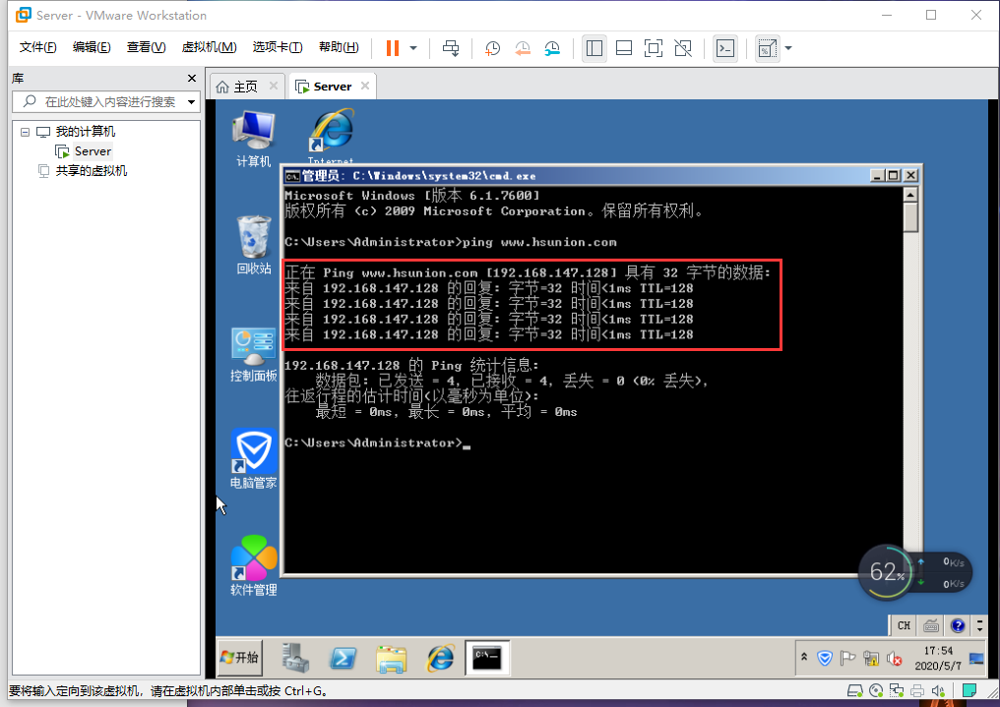 Server - VMware Workstation
文件(F) 编辑(E) 查看(V) 虚拟机(M) 选项卡(T) 帮助(H)
库
在此处键入内容进行搜索
我的计算机
Server
共享的虚拟机
主页 Server
计算机
Internet
回收站
控制面板
电脑管家
软件管理
管理员: C:\Windows\system32\cmd.exe
Microsoft Windows [版本 6.1.7600]
版权所有 (c) 2009 Microsoft Corporation。保留所有权利。
C:\Users\Administrator>ping www.hsunion.com
正在 Ping www.hsunion.com [192.168.147.128] 具有 32 字节的数据:
来自 192.168.147.128 的回复: 字节=32 时间<1ms TTL=128
来自 192.168.147.128 的回复: 字节=32 时间<1ms TTL=128
来自 192.168.147.128 的回复: 字节=32 时间<1ms TTL=128
来自 192.168.147.128 的回复: 字节=32 时间<1ms TTL=128
192.168.147.128 的 Ping 统计信息:
数据包: 已发送 = 4, 已接收 = 4, 丢失 = 0 (0% 丢失),
往返行程的估计时间(以毫秒为单位):
最短 = 0ms, 最长 = 0ms, 平均 = 0ms
C:\Users\Administrator>
62%
0K/s
0K/s
CH
开始
17:54
2020/5/7
要将输入定向到该虚拟机，请在虚拟机内部单击或按 Ctrl+G。